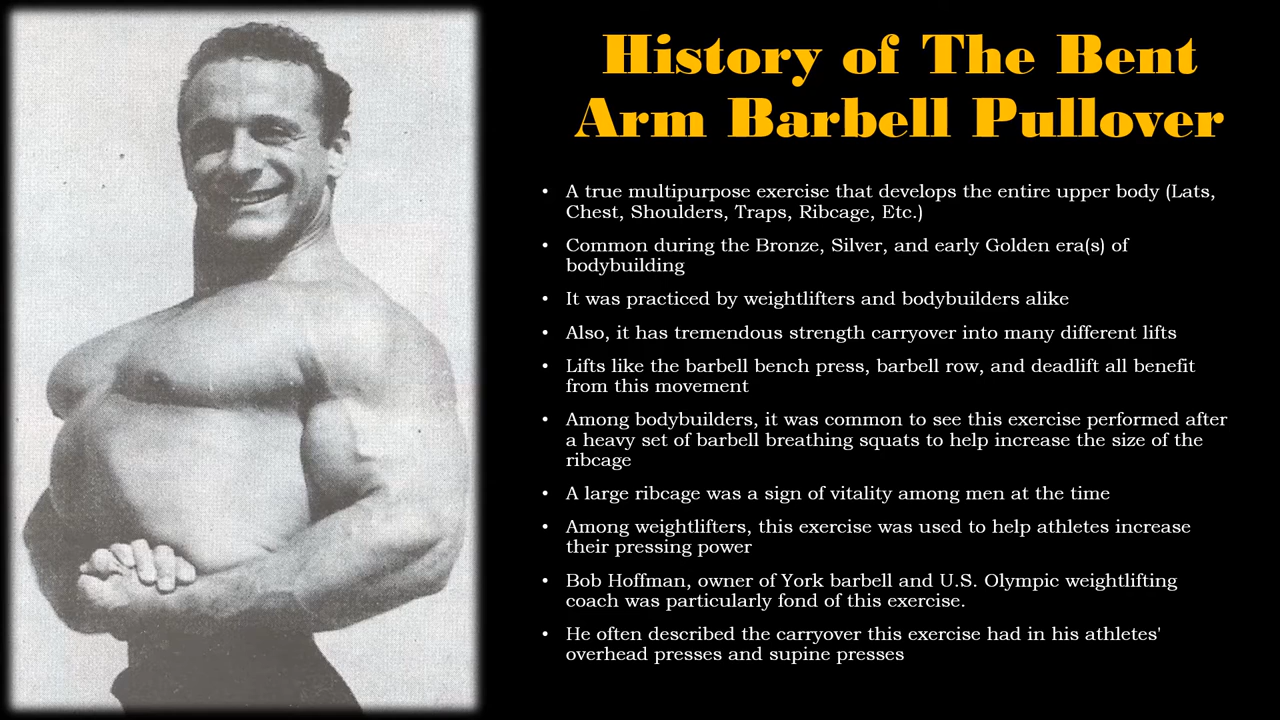 History of The Bent
Arm Barbell Pullover
• A true multipurpose exercise that develops the entire upper body (Lats,
Chest, Shoulders, Traps, Ribcage, Etc.)
• Common during the Bronze, Silver, and early Golden era(s) of
bodybuilding
• It was practiced by weightlifters and bodybuilders alike
• Also, it has tremendous strength carryover into many different lifts
• Lifts like the barbell bench press, barbell row, and deadlift all benefit
from this movement
• Among bodybuilders, it was common to see this exercise performed after
a heavy set of barbell breathing squats to help increase the size of the
ribcage
• A large ribcage was a sign of vitality among men at the time
• Among weightlifters, this exercise was used to help athletes increase
their pressing power
• Bob Hoffman, owner of York barbell and U.S. Olympic weightlifting
coach was particularly fond of this exercise.
• He often described the carryover this exercise had in his athletes'
overhead presses and supine presses